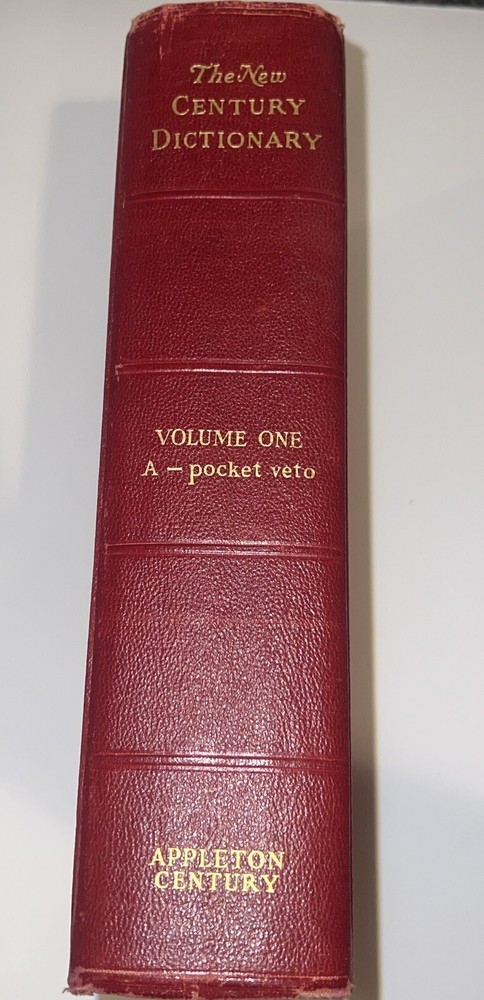 The New
CENTURY
DICTIONARY
VOLUME ONE
A – pocket veto
APPLETON
CENTURY